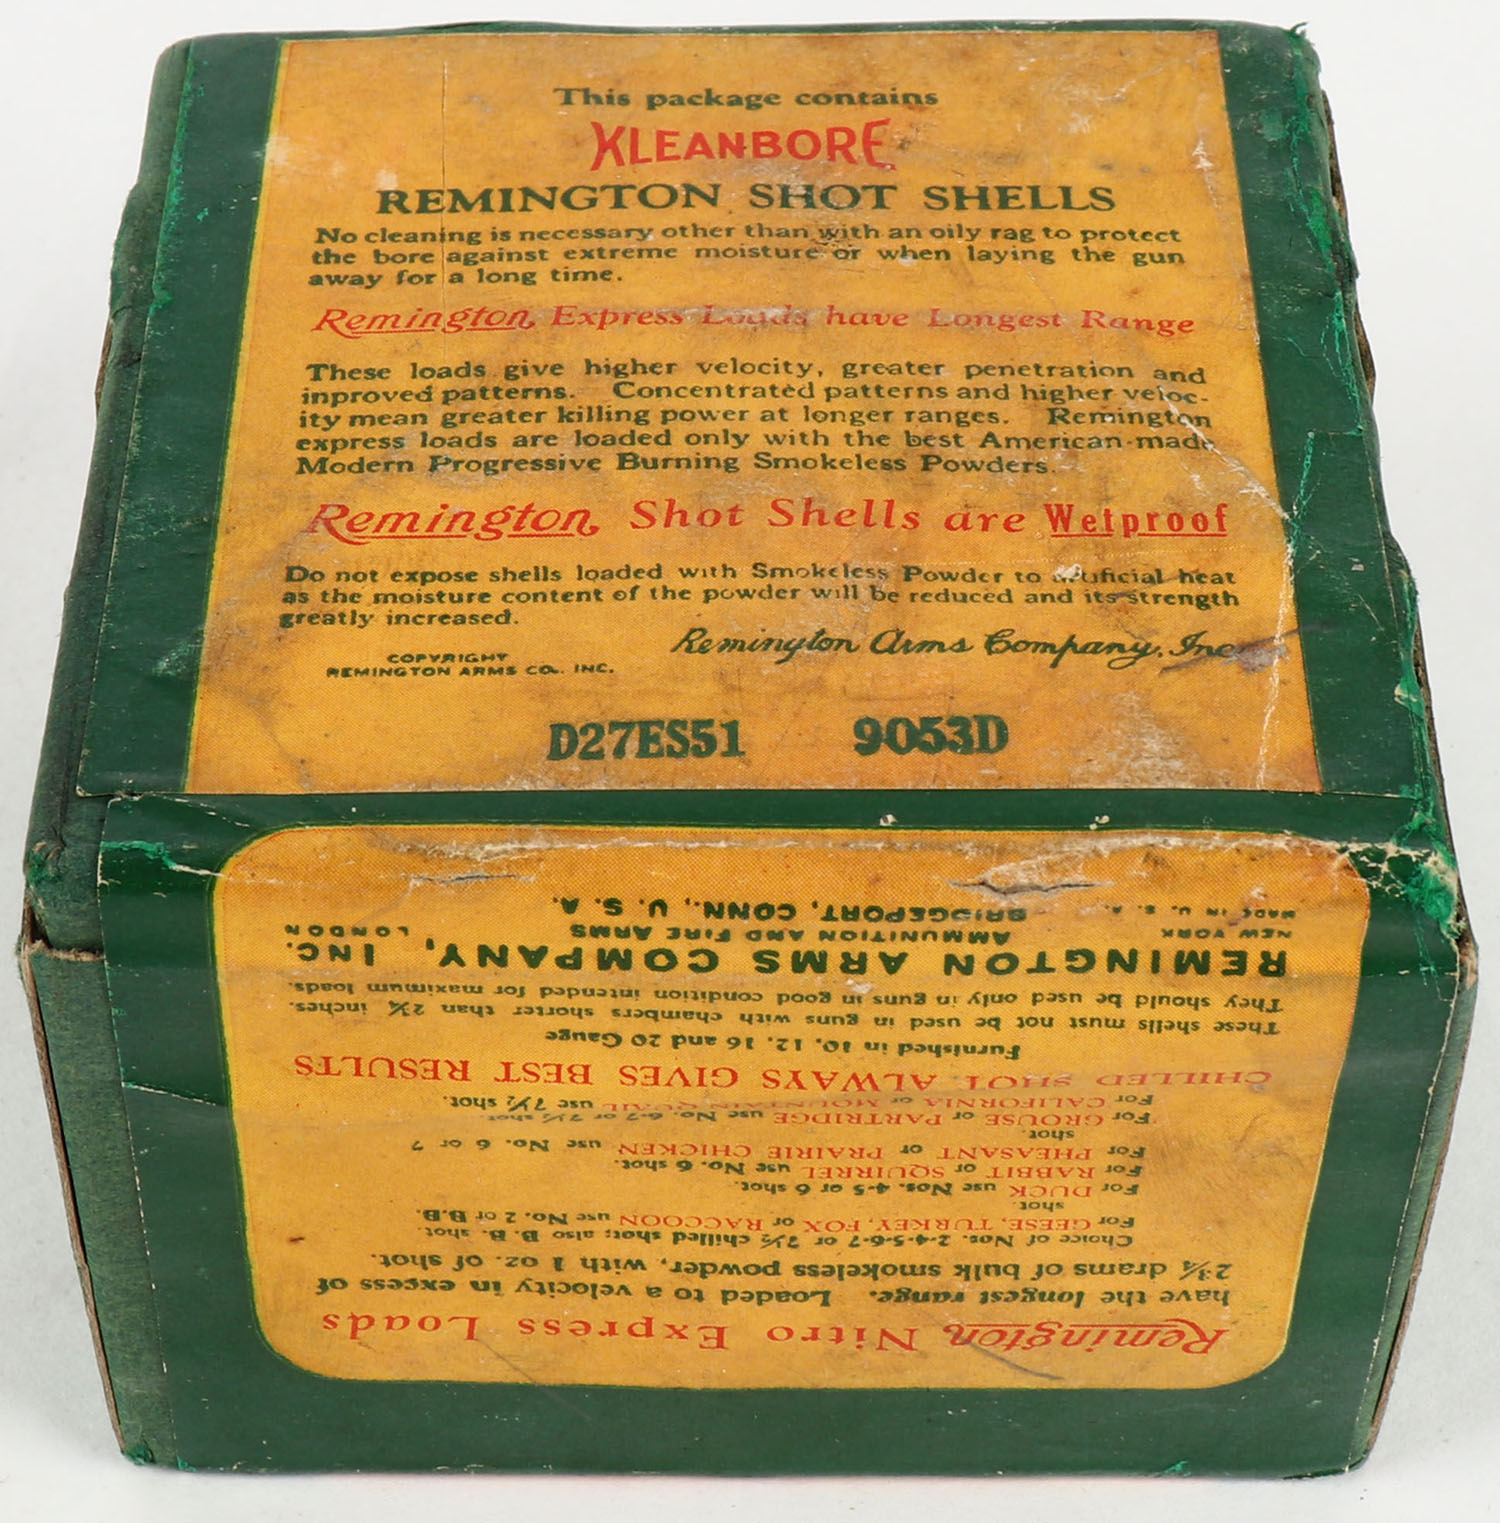 This package contains
KLEANBORE
REMINGTON SHOT SHELLS
No cleaning is necessary other than with an oily rag to protect
the bore against extreme moisture or when laying the gun
away for a long time.
Remington Express Loads have Longest Range
These loads give higher velocity, greater penetration and
inproved patterns. Concentrated patterns and higher veloc-
ity mean greater killing power at longer ranges. Remington
express loads are loaded only with the best American-made
Modern Progressive Burning Smokeless Powders.
Remington Shot Shells are Wetproof
Do not expose shells loaded with Smokeless Powder to artificial heat
as the moisture content of the powder will be reduced and its strength
greatly increased.
Remington Arms Company, Inc.
COPYRIGHT
REMINGTON ARMS CO. INC.
D27ES51 9053D
Remington Nitro Express Loads
have the longest range. Loaded to a velocity in excess of
2¾ drams of bulk smokeless powder, with 1 oz. of shot.
Choice of Nos. 2-4-5-6-7 or 7½ chilled shot; also B. B. shot.
For GEESE, TURKEY, FOX or RACCOON use No. 2 or B.B.
shot.
For DUCK use Nos. 4-5 or 6 shot.
For RABBIT or SQUIRREL use No. 6 shot.
For PHEASANT or PRAIRIE CHICKEN use No. 6 or 7
shot.
For GROUSE or PARTRIDGE use No. 6-7 or 7½ shot.
For CALIFORNIA or MOUNTAIN QUAIL use 7½ shot.
CHILLED SHOT ALWAYS GIVES BEST RESULTS
Furnished in 10, 12, 16 and 20 Gauge
These shells must not be used in guns with chambers shorter than 2¾ inches.
They should be used only in guns in good condition intended for maximum loads.
REMINGTON ARMS COMPANY, INC.
NEW YORK AMMUNITION AND FIRE ARMS LONDON
MADE IN U. S. A. BRIDGEPORT, CONN., U. S. A.